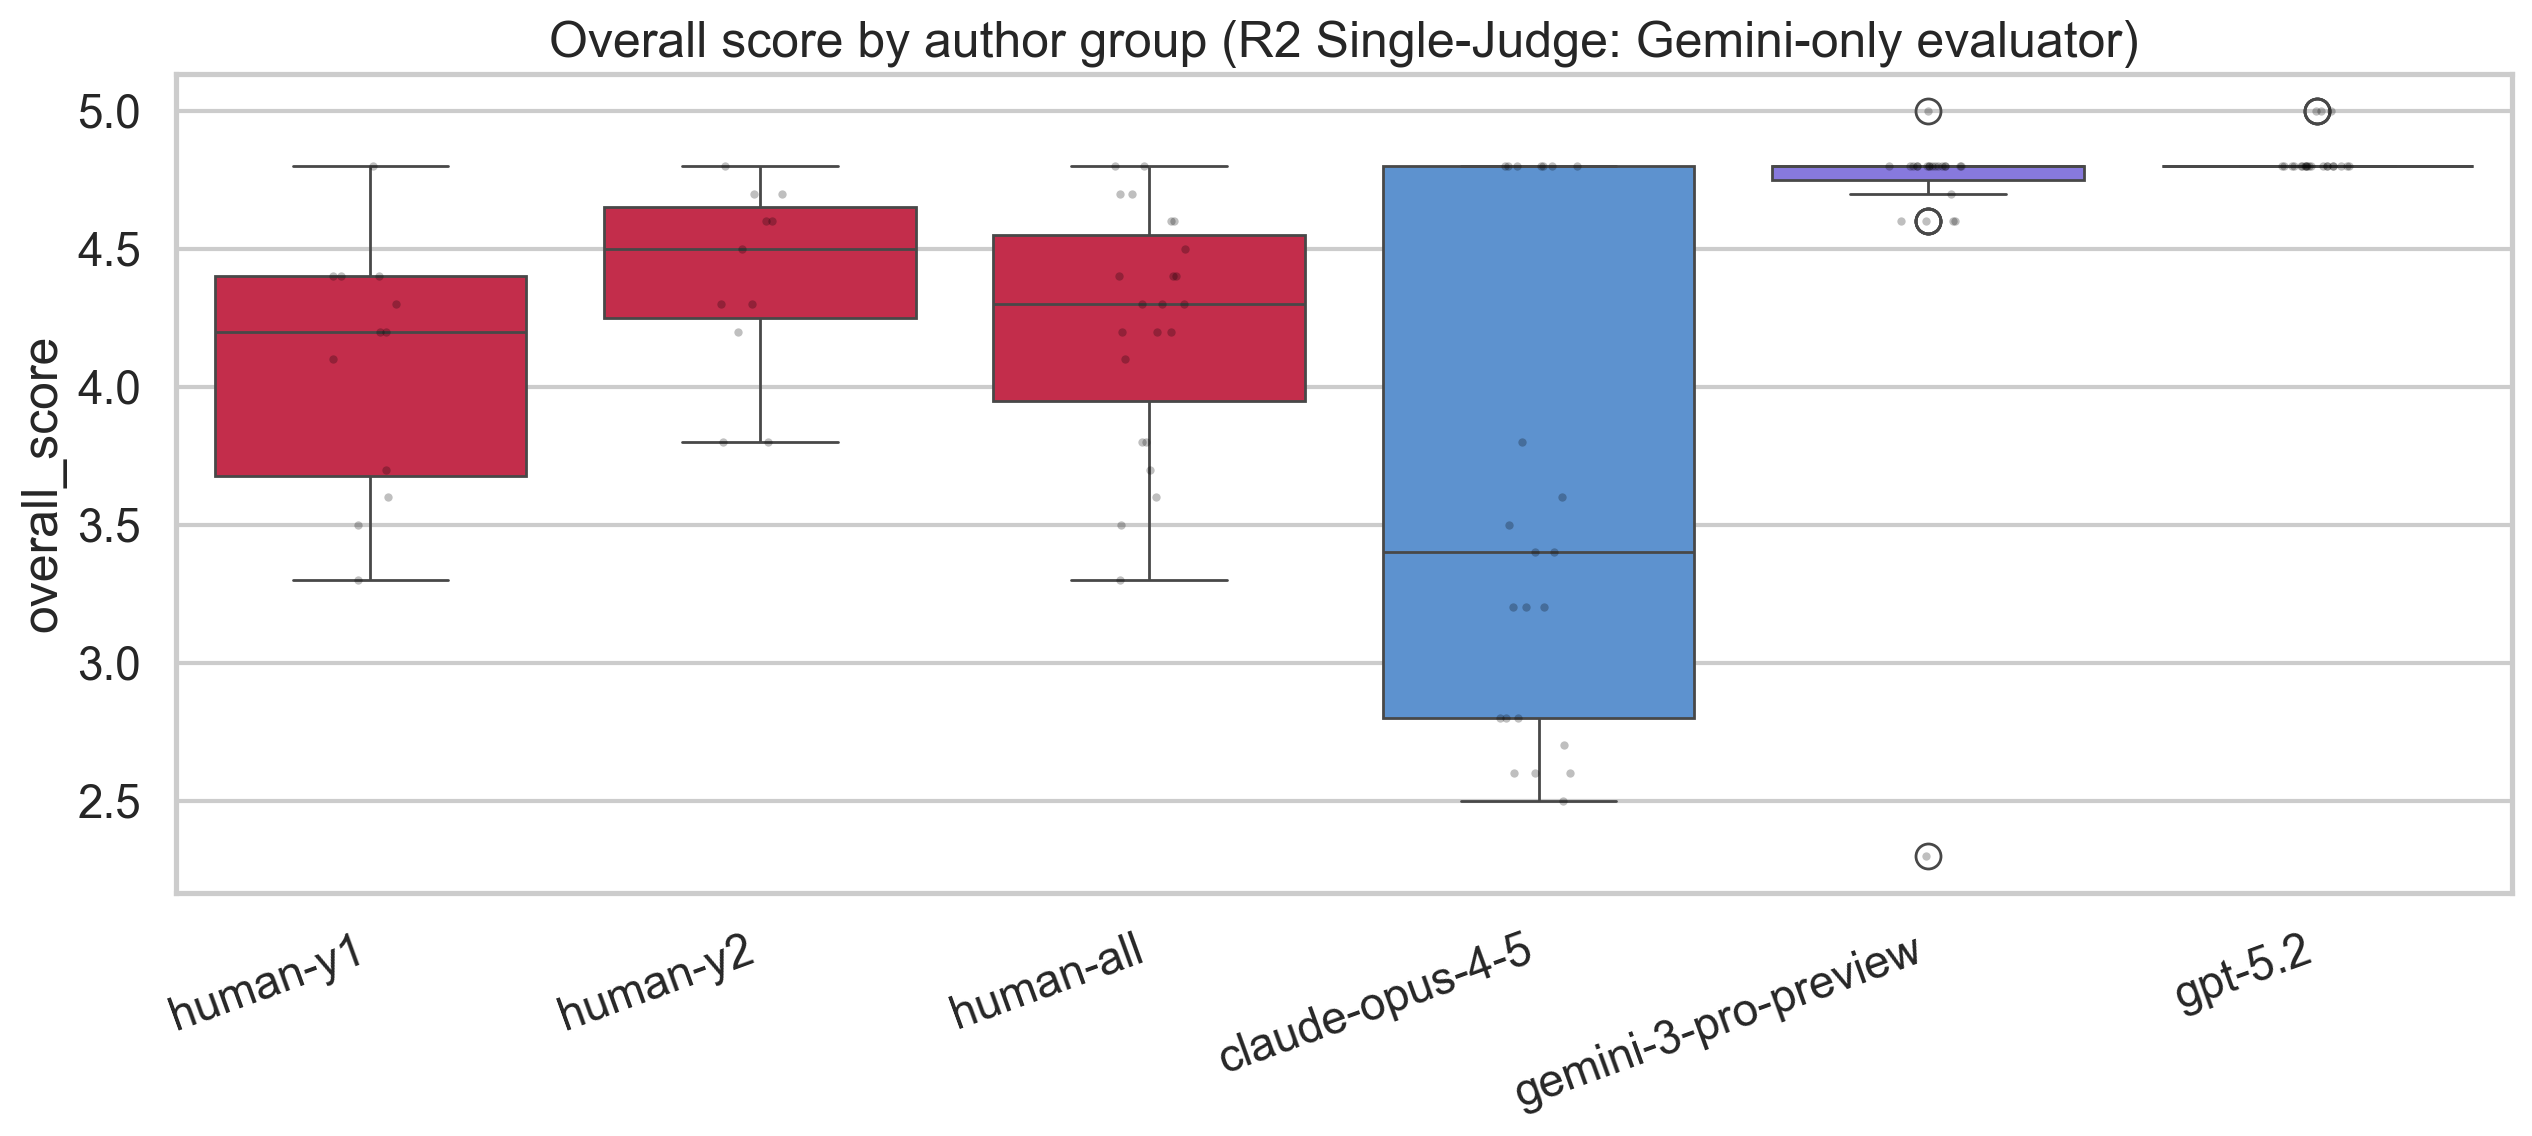 Overall score by author group (R2 Single-Judge: Gemini-only evaluator)
overall_score
5.0
4.5
4.0
3.5
3.0
2.5
human-y1
human-y2
human-all
claude-opus-4-5
gemini-3-pro-preview
gpt-5.2